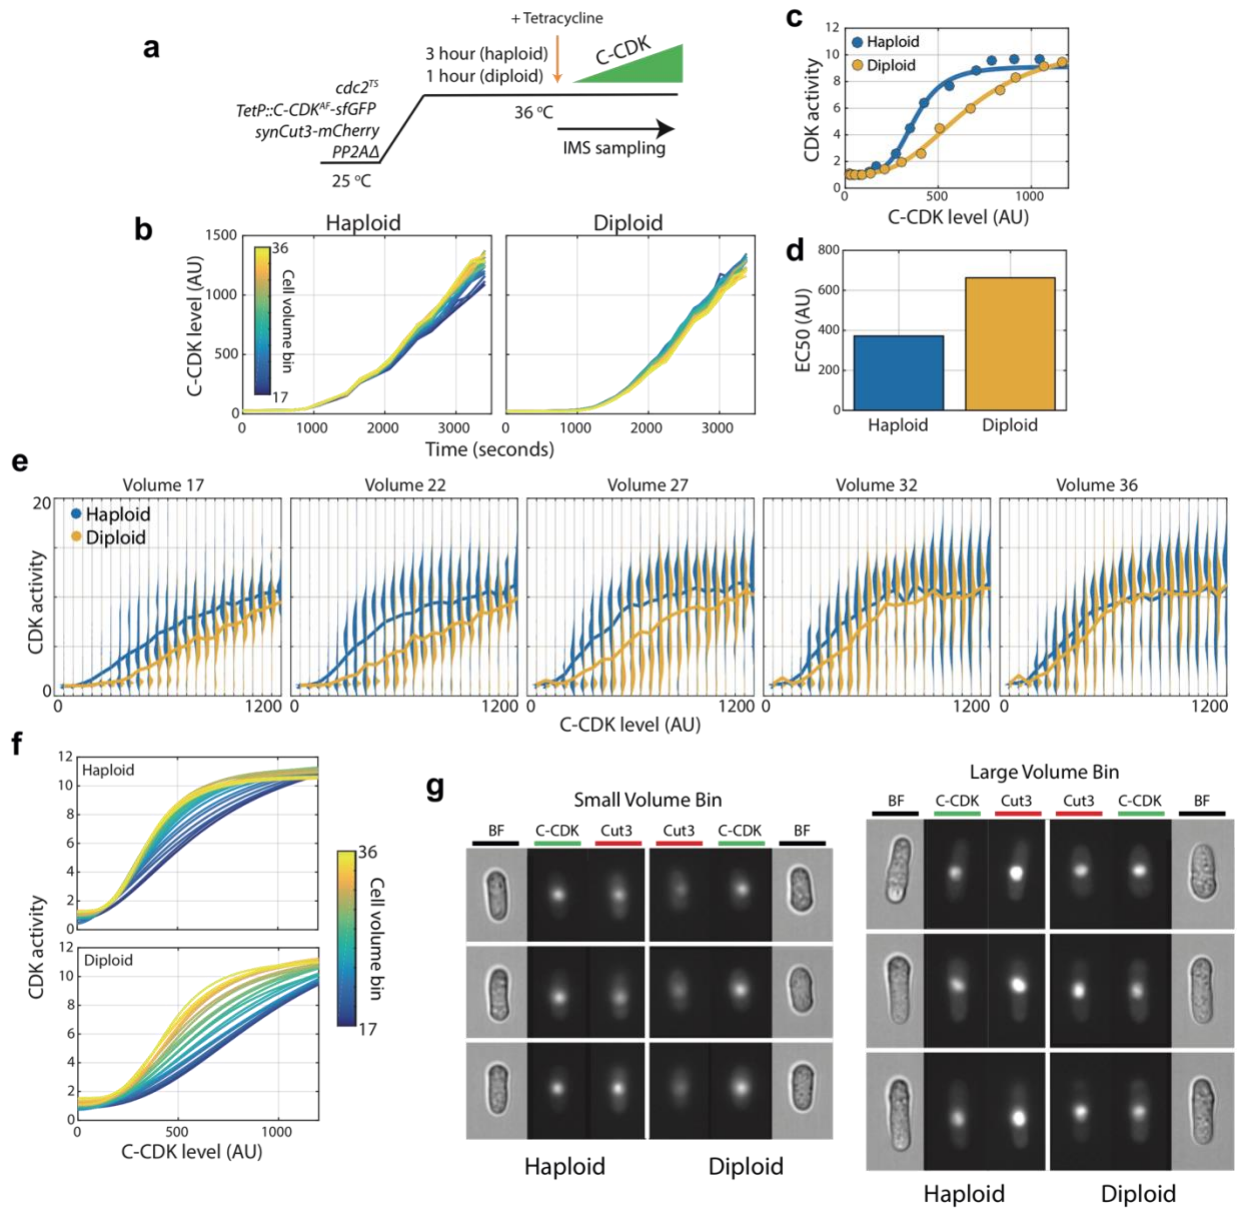 a
+ Tetracycline
3 hour (haploid)
1 hour (diploid)
C-CDK
cdc2TS
TetP::C-CDKAF-sfGFP
synCut3-mCherry
PP2AΔ
25 °C
36 °C
IMS sampling
c
12
10
8
6
4
2
0
CDK activity
Haploid
Diploid
0 500 1000
C-CDK level (AU)
b
Haploid Diploid
1500
1000
500
0
C-CDK level (AU)
36
Cell volume bin
17
0 1000 2000 3000 0 1000 2000 3000
Time (seconds)
d
800
600
400
200
0
EC50 (AU)
Haploid Diploid
e
Volume 17 Volume 22 Volume 27 Volume 32 Volume 36
20
10
0
CDK activity
Haploid
Diploid
0 1200 0 1200 0 1200 0 1200 0 1200
C-CDK level (AU)
f
12
10
8
6
4
2
0
Haploid
12
10
8
6
4
2
0
Diploid
CDK activity
0 500 1000
C-CDK level (AU)
36
Cell volume bin
17
g
Small Volume Bin
BF C-CDK Cut3 Cut3 C-CDK BF
Haploid Diploid
Large Volume Bin
BF C-CDK Cut3 Cut3 C-CDK BF
Haploid Diploid